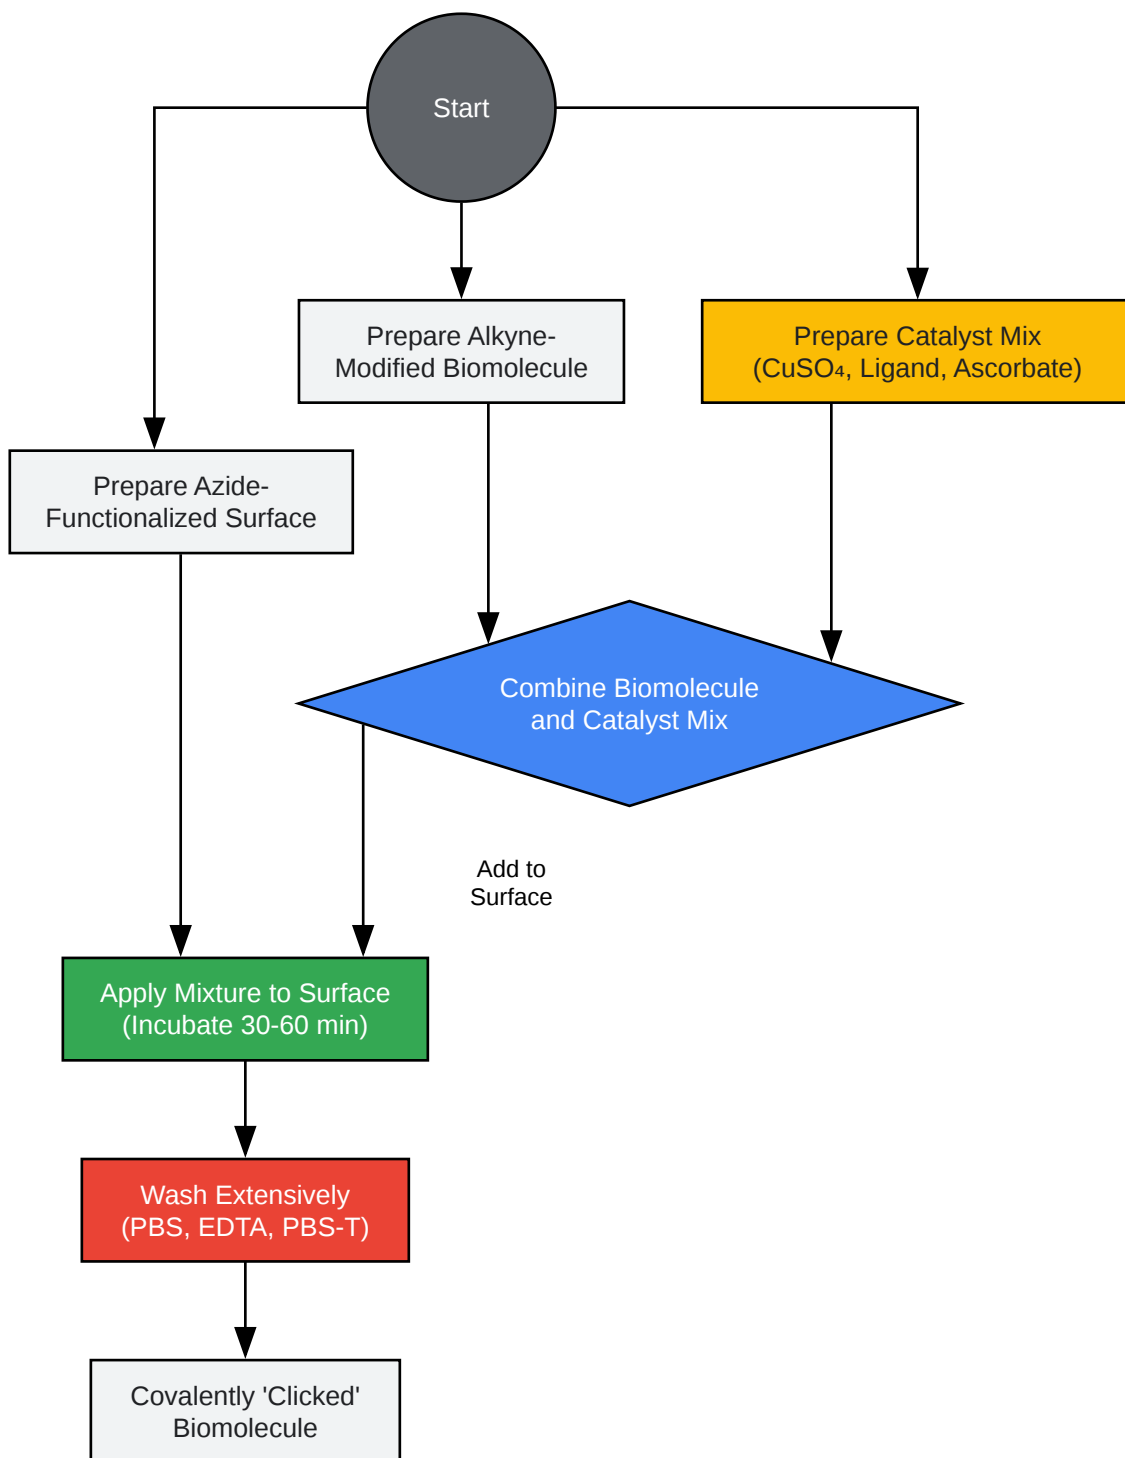 Start
Prepare Alkyne-
Modified Biomolecule
Prepare Catalyst Mix
(CuSO₄, Ligand, Ascorbate)
Prepare Azide-
Functionalized Surface
Combine Biomolecule
and Catalyst Mix
Add to
Surface
Apply Mixture to Surface
(Incubate 30-60 min)
Wash Extensively
(PBS, EDTA, PBS-T)
Covalently 'Clicked'
Biomolecule